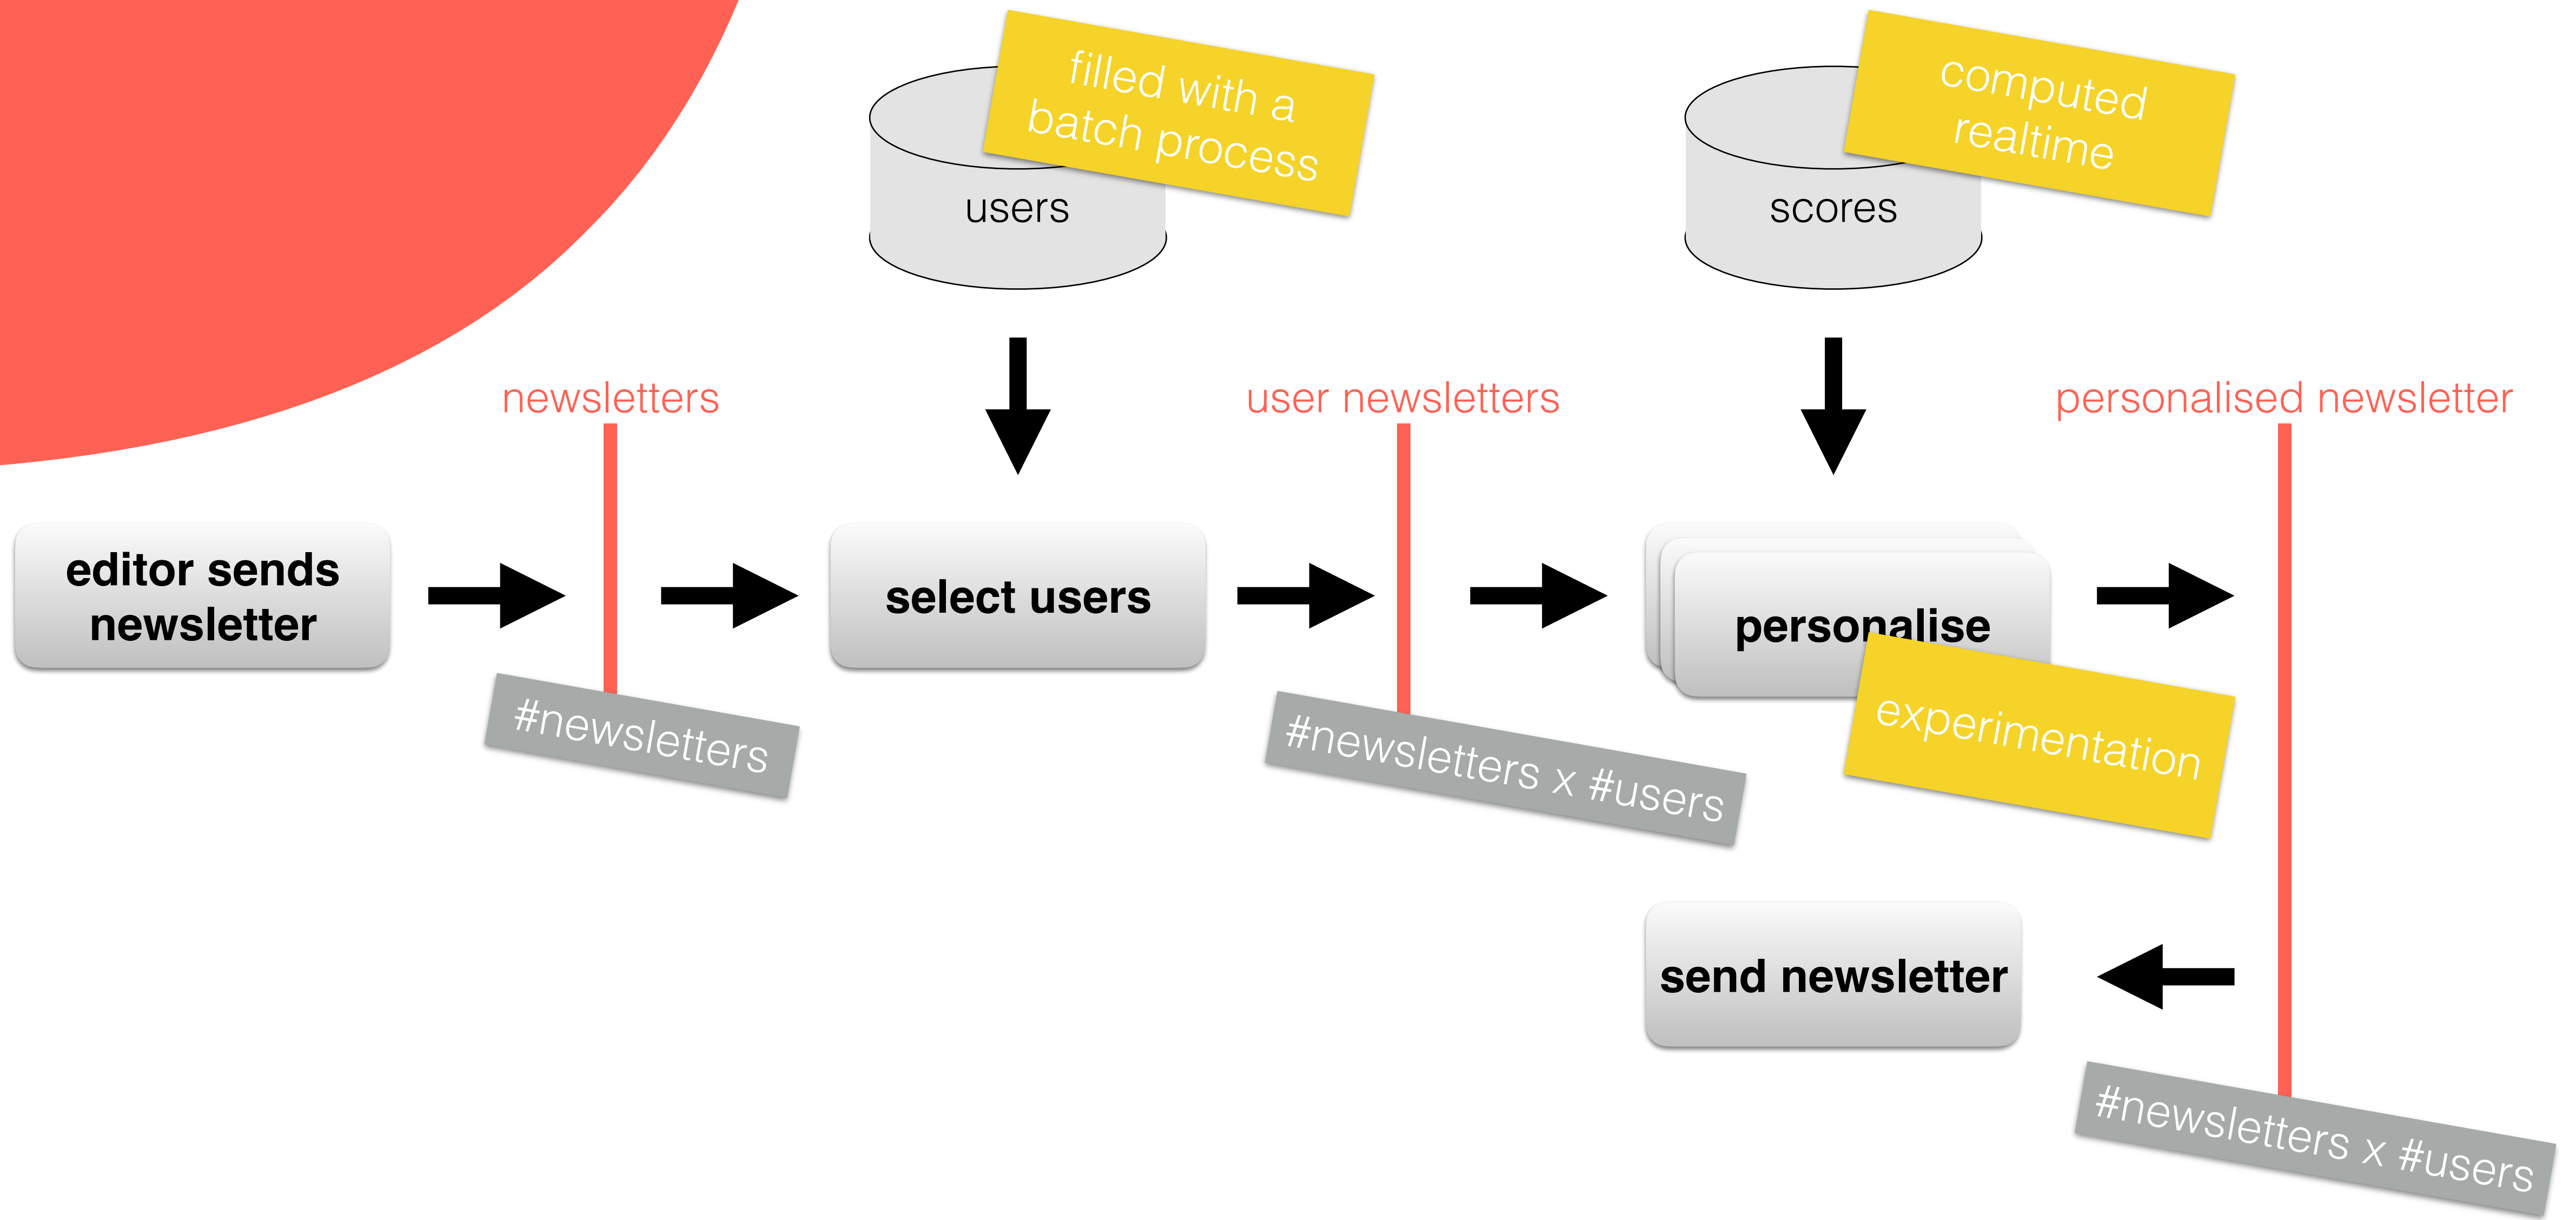 filled with a
batch process
users
computed
realtime
scores
newsletters
user newsletters
personalised newsletter
editor sends
newsletter
select users
personalise
experimentation
#newsletters
#newsletters x #users
send newsletter
#newsletters x #users